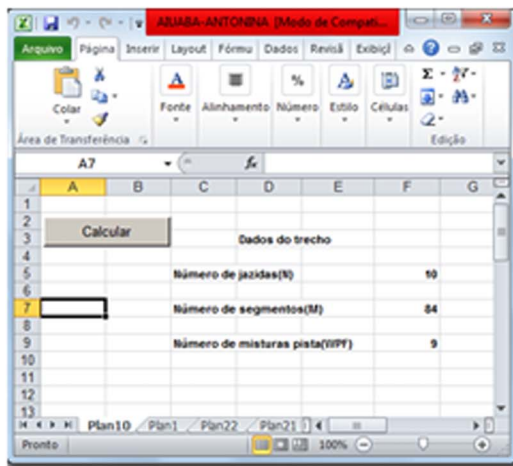 AIUABA-ANTONINA [Modo de Compati...
Arquivo Página Inserir Layout Fórmu Dados Revisã Exibiçã
Colar Fonte Alinhamento Número Estilo Células
Área de Transferência Edição
A7 fx
A B C D E F G
1
2
Calcular
3 Dados do trecho
4
5 Número de jazidas(N) 10
6
7 Número de segmentos(M) 84
8
9 Número de misturas pista(WPF) 9
10
11
12
13
Plan10 Plan1 Plan22 Plan21
Pronto 100%